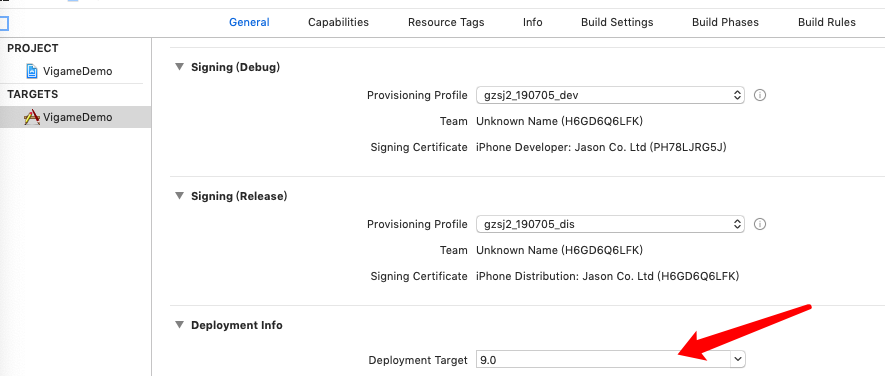 General Capabilities Resource Tags Info Build Settings Build Phases Build Rules
PROJECT
VigameDemo
TARGETS
VigameDemo
Signing (Debug)
Provisioning Profile gzsj2_190705_dev
Team Unknown Name (H6GD6Q6LFK)
Signing Certificate iPhone Developer: Jason Co. Ltd (PH78LJRG5J)
Signing (Release)
Provisioning Profile gzsj2_190705_dis
Team Unknown Name (H6GD6Q6LFK)
Signing Certificate iPhone Distribution: Jason Co. Ltd (H6GD6Q6LFK)
Deployment Info
Deployment Target 9.0